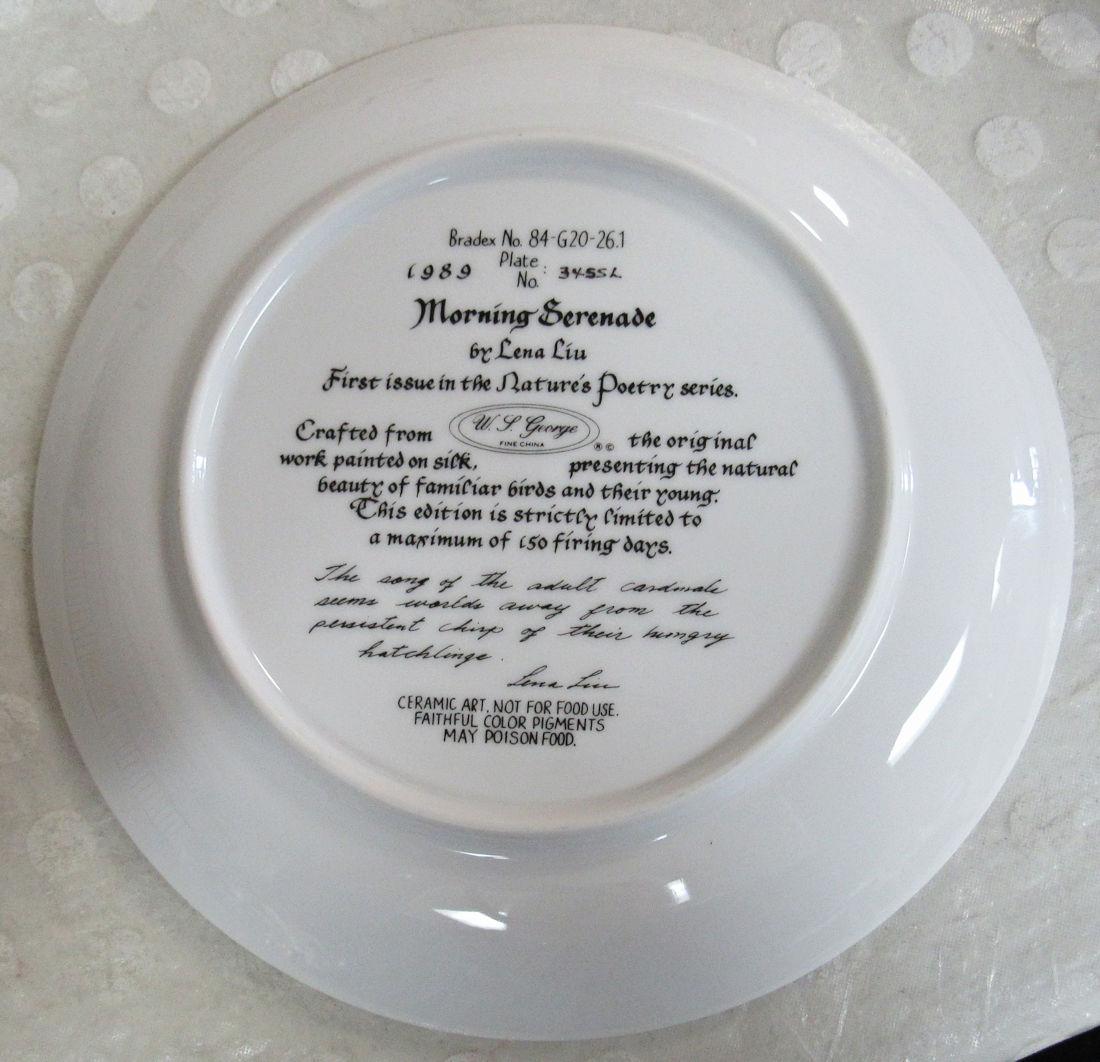 Bradex No. 84-G20-26.1
1989 Plate No.: 3455L
Morning Serenade
by Lena Liu
First issue in the Nature's Poetry series.
Crafted from W. S. George FINE CHINA ® © the original
work painted on silk, presenting the natural
beauty of familiar birds and their young.
This edition is strictly limited to
a maximum of 150 firing days.
The song of the adult cardinals
seems worlds away from the
persistent chirp of their hungry
hatchlings.
Lena Liu
CERAMIC ART. NOT FOR FOOD USE.
FAITHFUL COLOR PIGMENTS
MAY POISON FOOD.